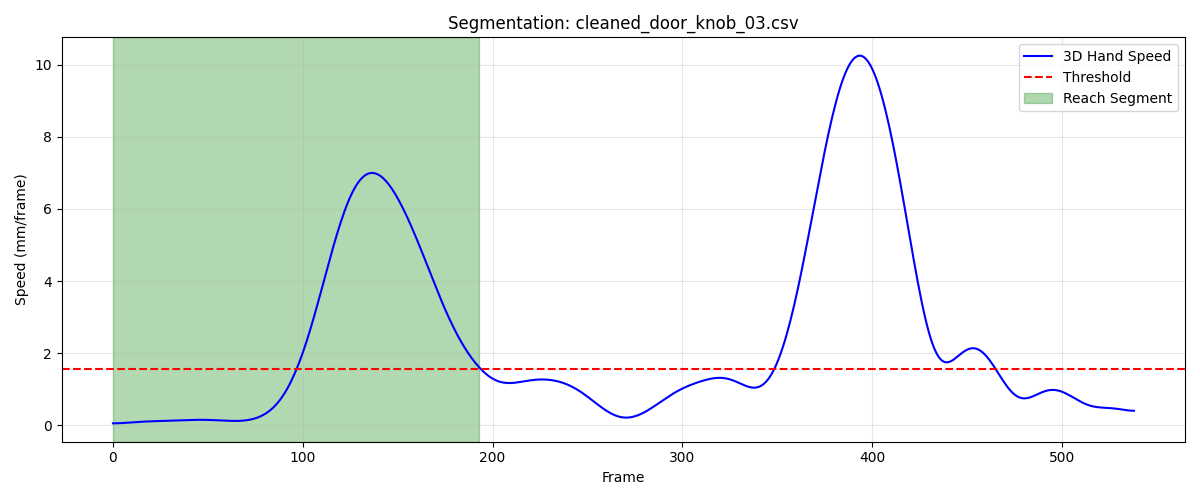 Segmentation: cleaned_door_knob_03.csv
3D Hand Speed
Threshold
Reach Segment
Speed (mm/frame)
10
8
6
4
2
0
0 100 200 300 400 500
Frame